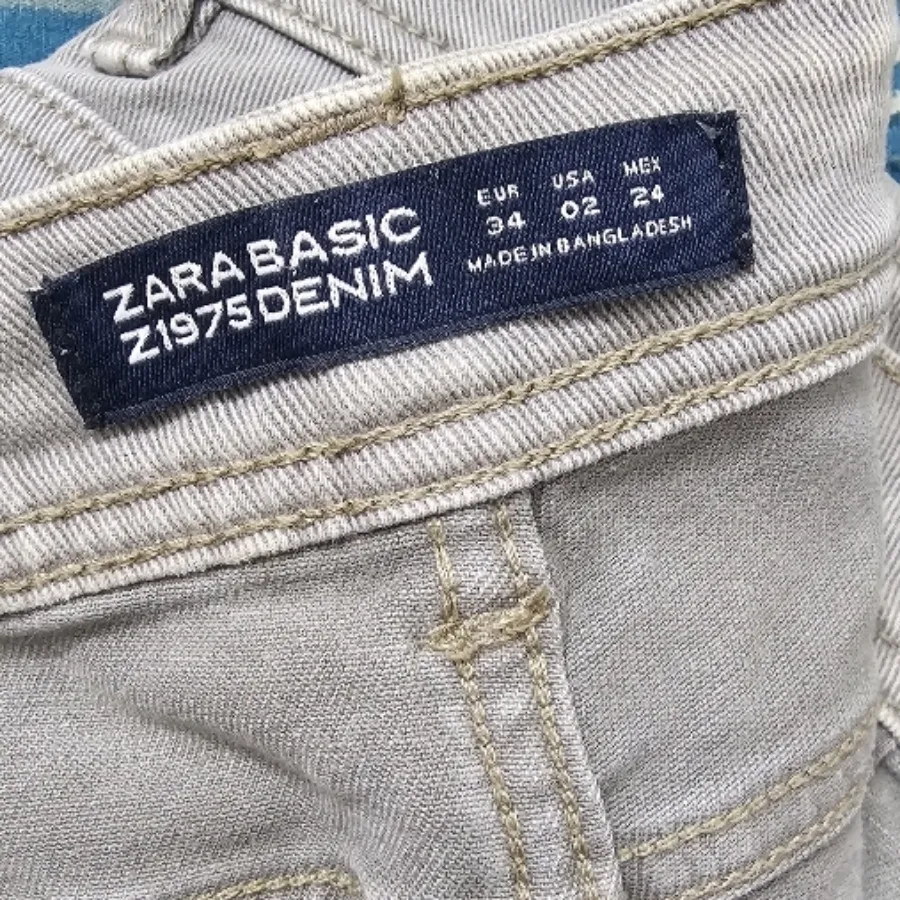 ZARA BASIC
Z1975 DENIM
EUR USA MEX
34 02 24
MADE IN BANGLADESH